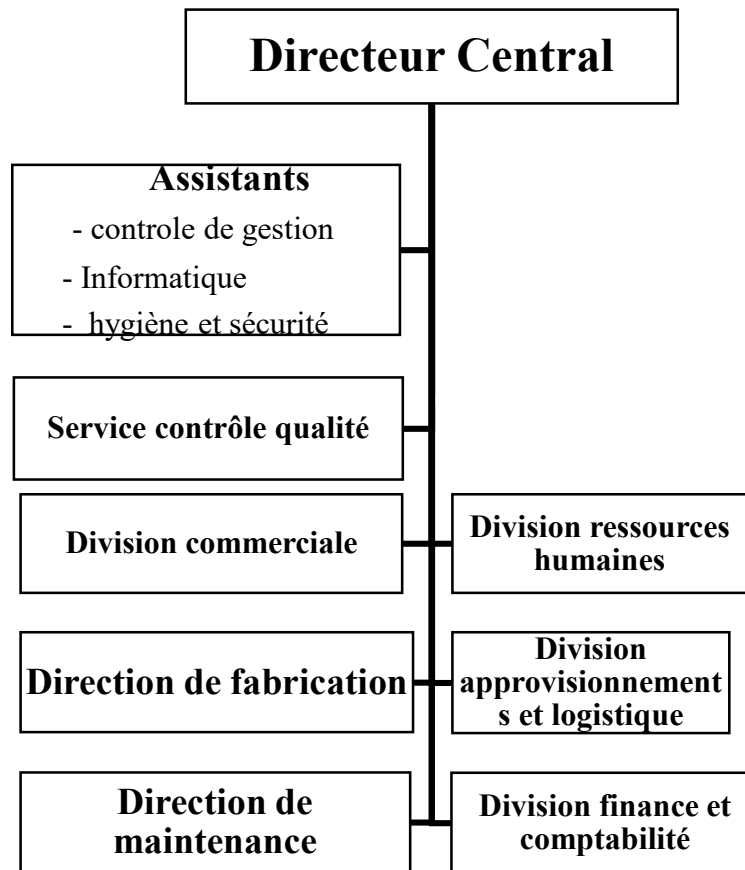 Directeur Central
Assistants
- controle de gestion
- Informatique
- hygiène et sécurité
Service contrôle qualité
Division commerciale
Division ressources
humaines
Direction de fabrication
Division
approvisionnement
s et logistique
Direction de
maintenance
Division finance et
comptabilité